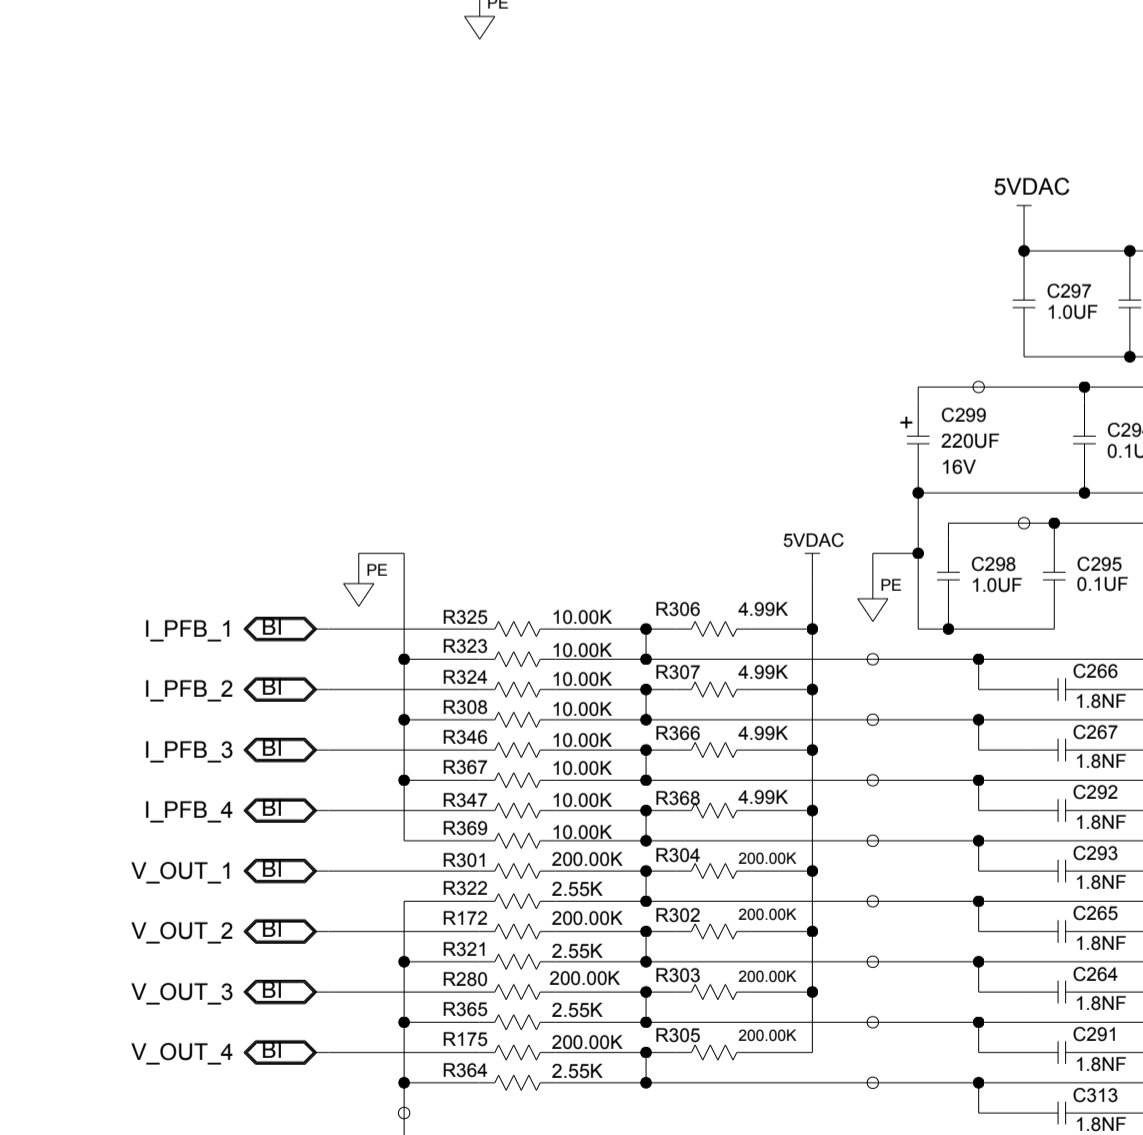 PE
5VDAC
C297
1.0UF
+
C299
220UF
16V
C29
0.1U
5VDAC
PE
C298
1.0UF
C295
0.1UF
PE
I_PFB_1 BI R325 10.00K R306 4.99K
R323 10.00K
I_PFB_2 BI R324 10.00K R307 4.99K
C266
1.8NF
R308 10.00K
I_PFB_3 BI R346 10.00K R366 4.99K
C267
1.8NF
R367 10.00K
I_PFB_4 BI R347 10.00K R368 4.99K
C292
1.8NF
R369 10.00K
V_OUT_1 BI R301 200.00K R304 200.00K
C293
1.8NF
R322 2.55K
V_OUT_2 BI R172 200.00K R302 200.00K
C265
1.8NF
R321 2.55K
V_OUT_3 BI R280 200.00K R303 200.00K
C264
1.8NF
R365 2.55K
V_OUT_4 BI R175 200.00K R305 200.00K
C291
1.8NF
R364 2.55K
C313
1.8NF